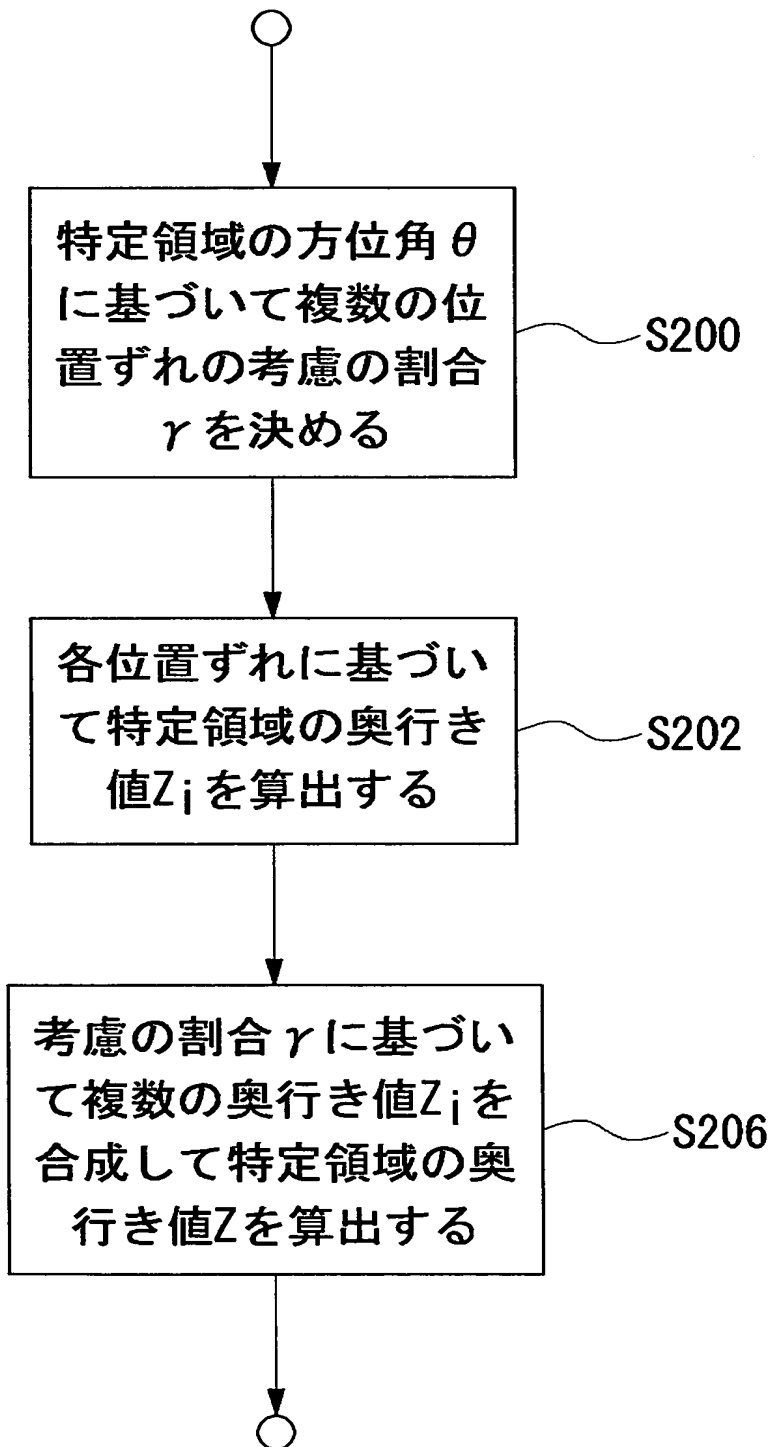 特定領域の方位角θ
に基づいて複数の位
置ずれの考慮の割合
γを決める
S200
各位置ずれに基づい
て特定領域の奥行き
値Ziを算出する
S202
考慮の割合γに基づい
て複数の奥行き値Ziを
合成して特定領域の奥
行き値Zを算出する
S206